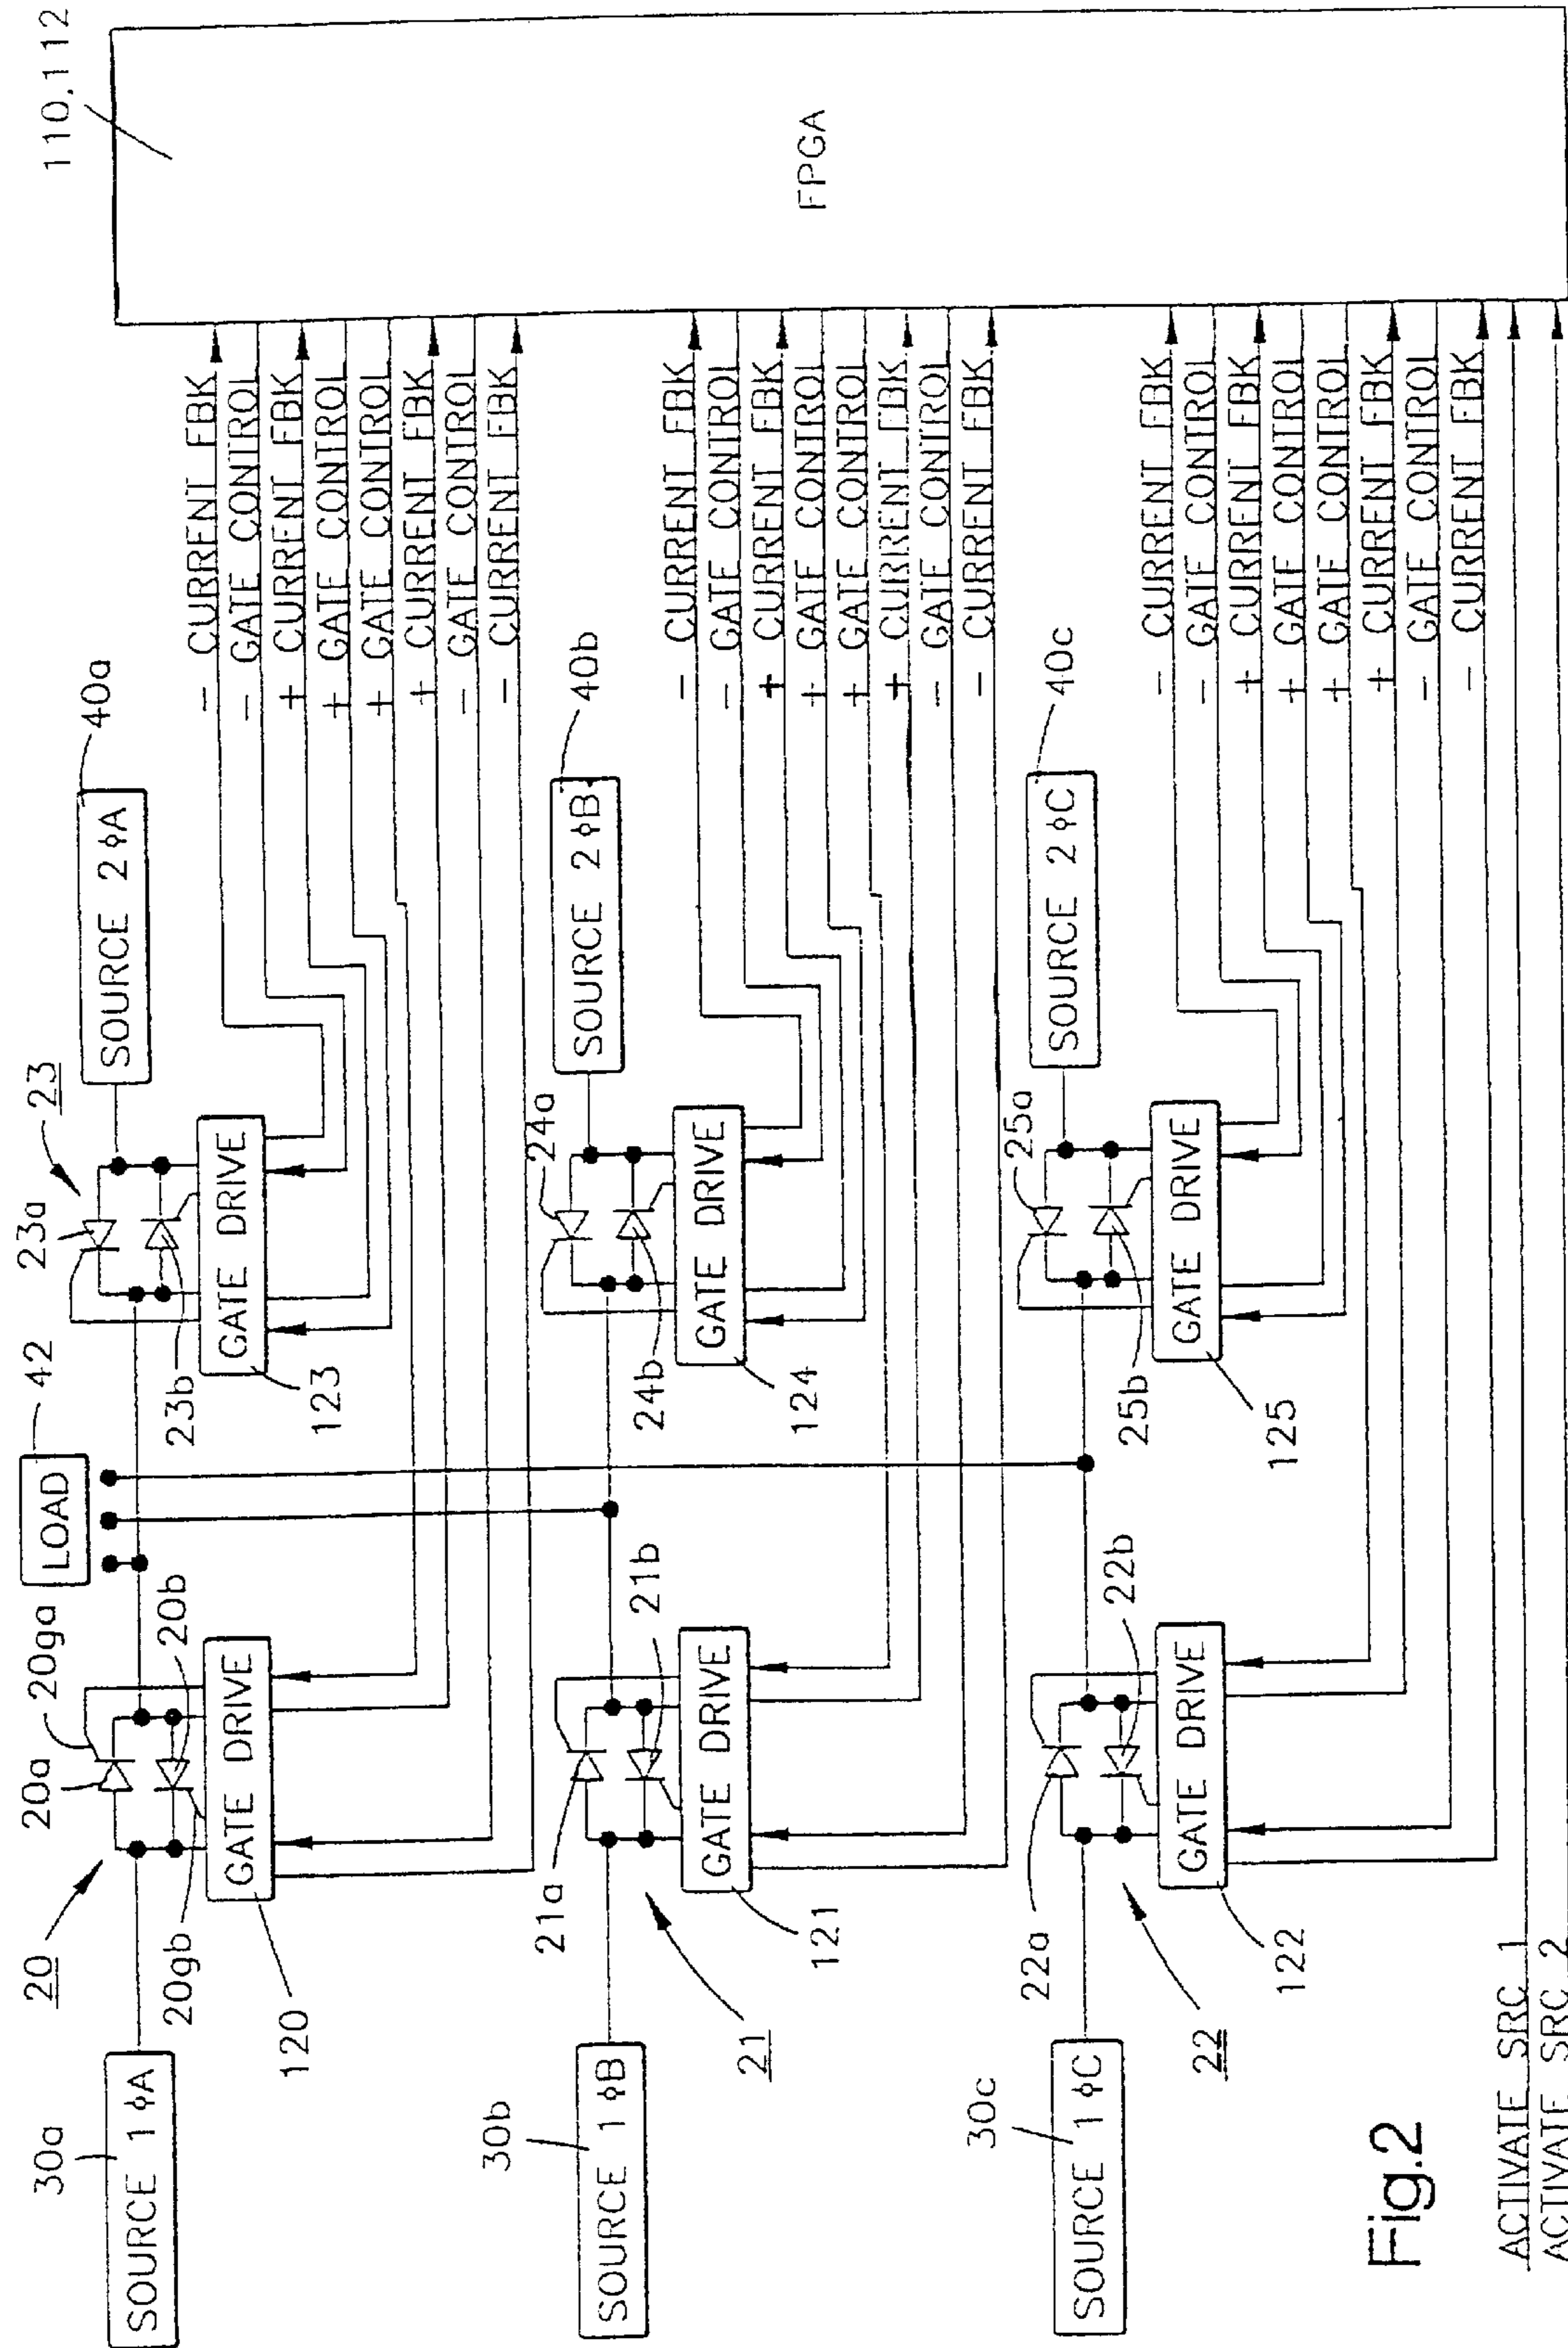 110,112
FPGA
- CURRENT FBK
- GATE CONTROL
+ CURRENT FBK
+ GATE CONTROL
+ GATE CONTROL
+ CURRENT FBK
- GATE CONTROL
- CURRENT FBK
- CURRENT FBK
- GATE CONTROL
+ CURRENT FBK
+ GATE CONTROL
+ GATE CONTROL
+ CURRENT FBK
- GATE CONTROL
- CURRENT FBK
- CURRENT FBK
- GATE CONTROL
+ CURRENT FBK
+ GATE CONTROL
+ GATE CONTROL
+ CURRENT FBK
- GATE CONTROL
- CURRENT FBK
30a
SOURCE 1 ϕA
20
20a
20ga
20b
20gb
GATE DRIVE
120
LOAD
42
23
23a
23b
GATE DRIVE
123
SOURCE 2 ϕA
40a
30b
SOURCE 1 ϕB
21
21a
21b
GATE DRIVE
121
24a
24b
GATE DRIVE
124
SOURCE 2 ϕB
40b
30c
SOURCE 1 ϕC
22
22a
22b
GATE DRIVE
122
25a
25b
GATE DRIVE
125
SOURCE 2 ϕC
40c
Fig.2
ACTIVATE SRC 1
ACTIVATE SRC 2